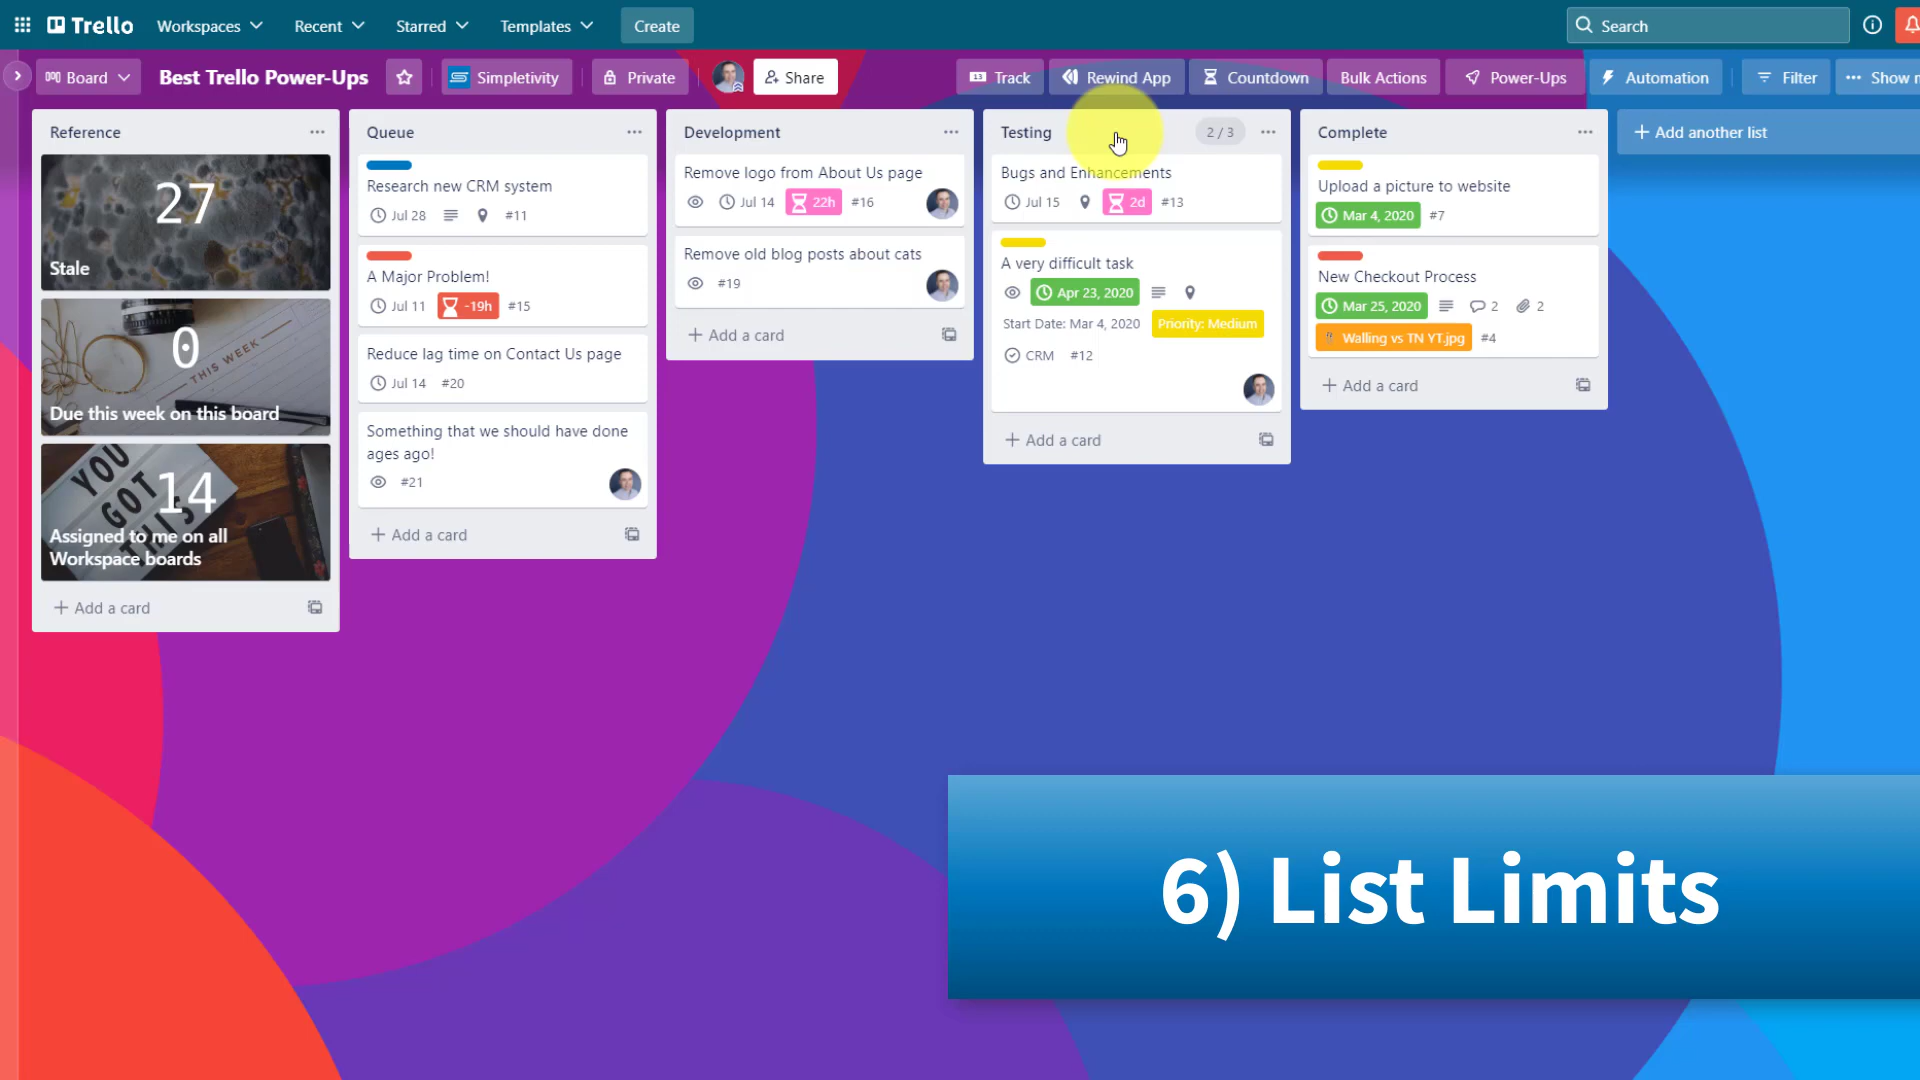 Trello
Workspaces
Recent
Starred
Templates
Create
Search
Board
Best Trello Power-Ups
Simpletivity
Private
Share
13
Track
Rewind App
Countdown
Bulk Actions
Power-Ups
Automation
Filter
Show
Reference
27
Stale
THIS WEEK
0
Due this week on this board
YOU
GOT
THIS
14
Assigned to me on all
Workspace boards
Add a card
Queue
Research new CRM system
Jul 28
#11
A Major Problem!
Jul 11
-19h
#15
Reduce lag time on Contact Us page
Jul 14
#20
Something that we should have done
ages ago!
#21
Add a card
Development
Remove logo from About Us page
Jul 14
22h
#16
Remove old blog posts about cats
#19
Add a card
Testing
2 / 3
Bugs and Enhancements
Jul 15
2d
#13
A very difficult task
Apr 23, 2020
Start Date: Mar 4, 2020
Priority: Medium
CRM
#12
Add a card
Complete
Upload a picture to website
Mar 4, 2020
#7
New Checkout Process
Mar 25, 2020
2
2
Walling vs TN YT.jpg
#4
Add a card
Add another list
6) List Limits